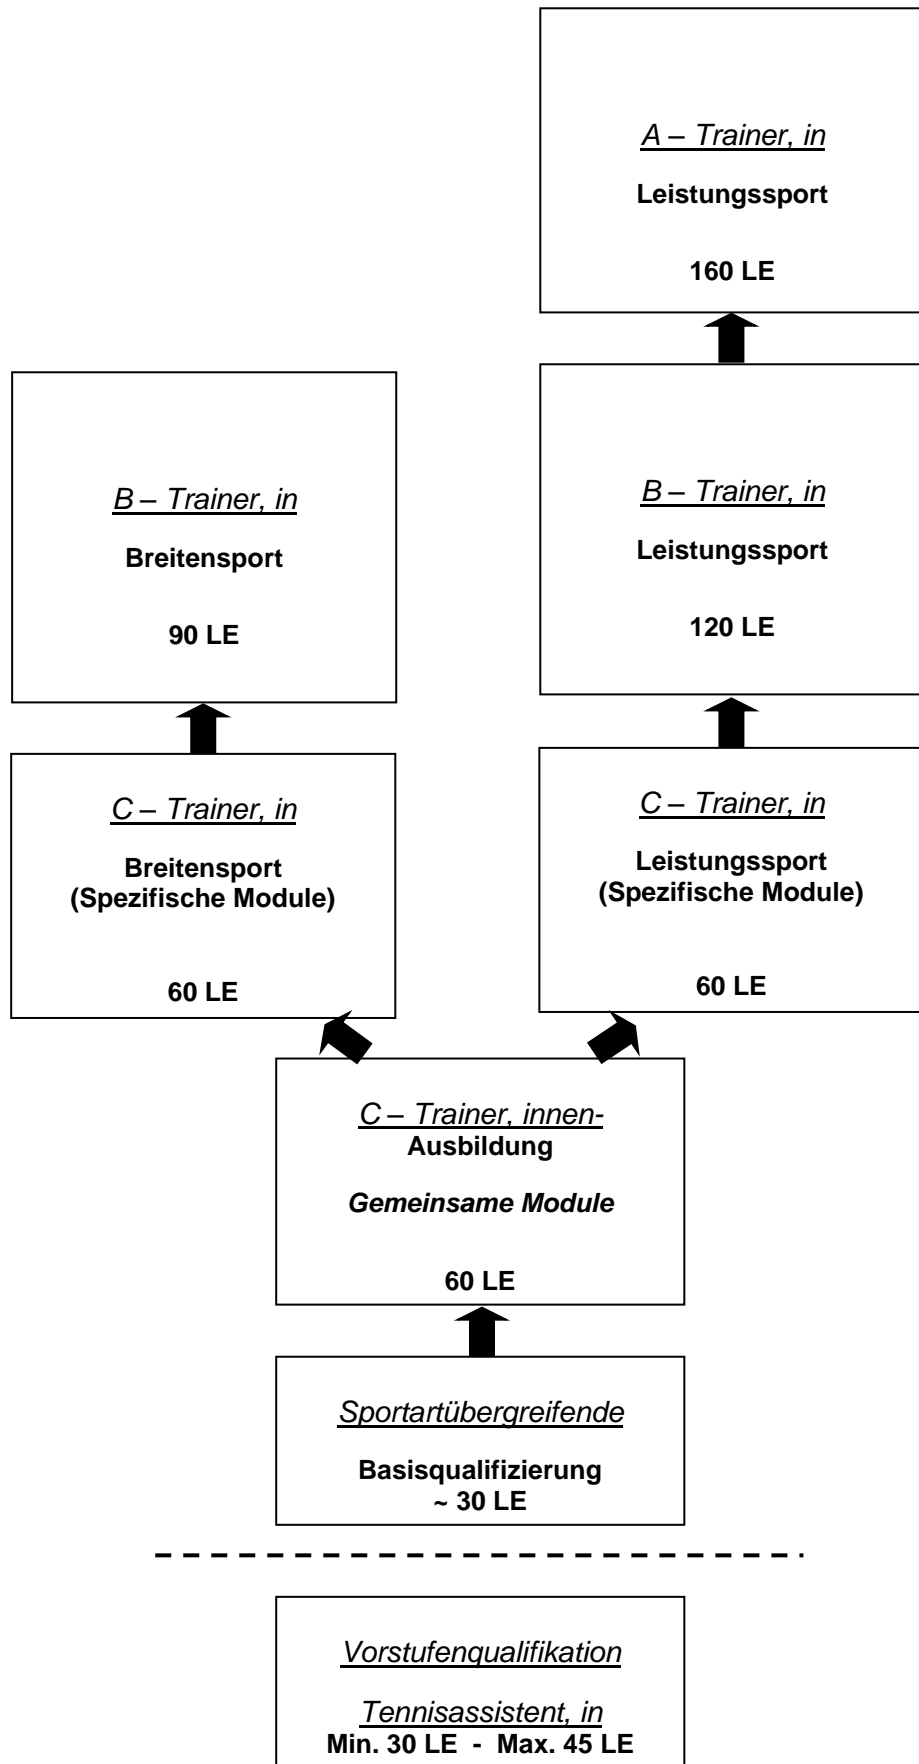 A – Trainer, in
Leistungssport
160 LE
B – Trainer, in
Breitensport
90 LE
B – Trainer, in
Leistungssport
120 LE
C – Trainer, in
Breitensport
(Spezifische Module)
60 LE
C – Trainer, in
Leistungssport
(Spezifische Module)
60 LE
C – Trainer, innen-
Ausbildung
Gemeinsame Module
60 LE
Sportartübergreifende
Basisqualifizierung
~ 30 LE
Vorstufenqualifikation
Tennisassistent, in
Min. 30 LE - Max. 45 LE